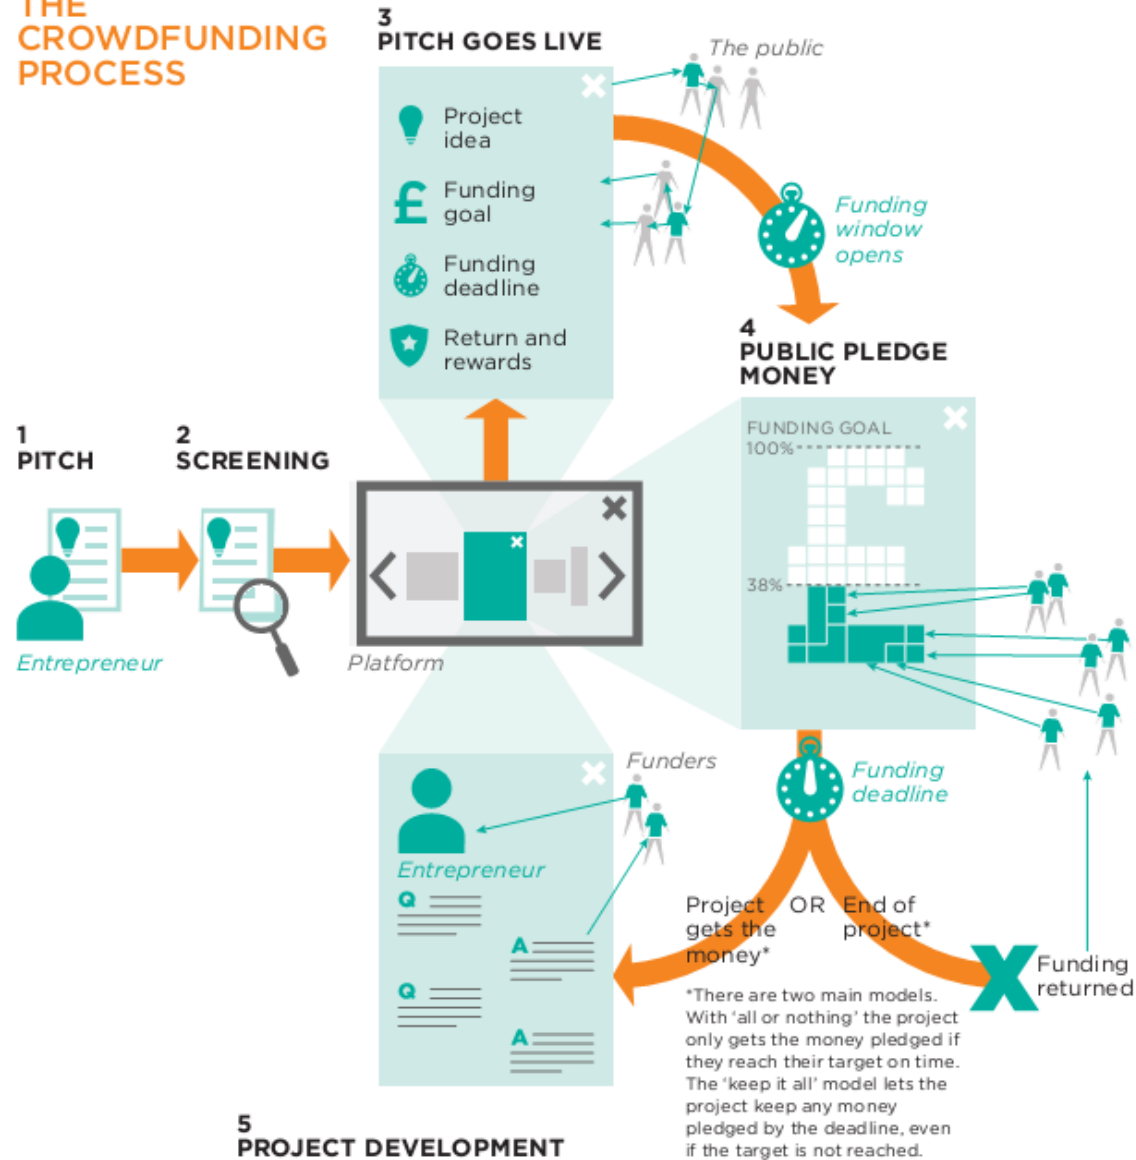 THE
CROWDFUNDING
PROCESS
3
PITCH GOES LIVE
The public
Project
idea
£
Funding
goal
Funding
deadline
Return and
rewards
Funding
window
opens
4
PUBLIC PLEDGE
MONEY
FUNDING GOAL
100%
38%
1
PITCH
2
SCREENING
Entrepreneur
Platform
Funders
Entrepreneur
Q
A
Q
A
Funding
deadline
Project
gets the
money*
OR
End of
project*
Funding
returned
*There are two main models.
With ‘all or nothing’ the project
only gets the money pledged if
they reach their target on time.
The ‘keep it all’ model lets the
project keep any money
pledged by the deadline, even
if the target is not reached.
5
PROJECT DEVELOPMENT